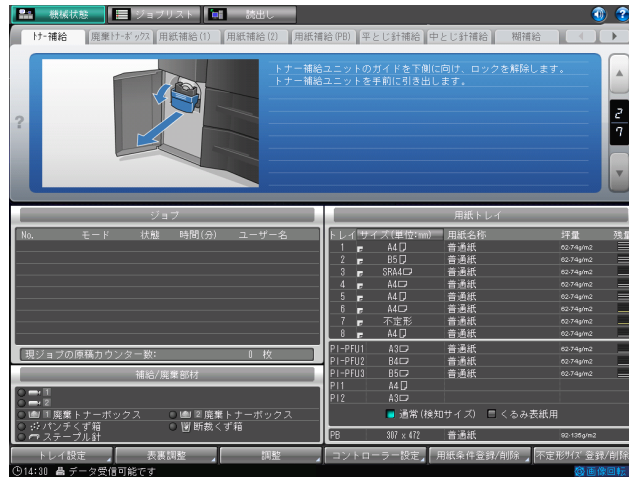 機械状態 ジョブリスト 読出し
トナー補給 廃棄トナーボックス 用紙補給(1) 用紙補給(2) 用紙補給(PB) 平とじ針補給 中とじ針補給 糊補給
トナー補給ユニットのガイドを下側に向け、ロックを解除します。
トナー補給ユニットを手前に引き出します。
?
2
7
ジョブ
No. モード 状態 時間(分) ユーザー名
現ジョブの原稿カウンター数: 0 枚
補給/廃棄部材
1
2
1 廃棄トナーボックス 2 廃棄トナーボックス
パンチくず箱 断裁くず箱
ステープル針
用紙トレイ
トレイ サイズ(単位:mm) 用紙名称 坪量 残量
1 A4 普通紙 62-74g/m2
2 B5 普通紙 62-74g/m2
3 SRA4 普通紙 62-74g/m2
4 A4 普通紙 62-74g/m2
5 A4 普通紙 62-74g/m2
6 A4 普通紙 62-74g/m2
7 不定形 普通紙 62-74g/m2
8 A4 普通紙 62-74g/m2
PI-PFU1 A3 普通紙 62-74g/m2
PI-PFU2 B4 普通紙 62-74g/m2
PI-PFU3 B5 普通紙 62-74g/m2
PI1 A4
PI2 A3
通常(検知サイズ) くるみ表紙用
PB 307 x 472 普通紙 92-135g/m2
トレイ設定 表裏調整 調整 コントローラー設定 用紙条件登録/削除 不定形サイズ登録/削除
14:30 データ受信可能です 画像回転